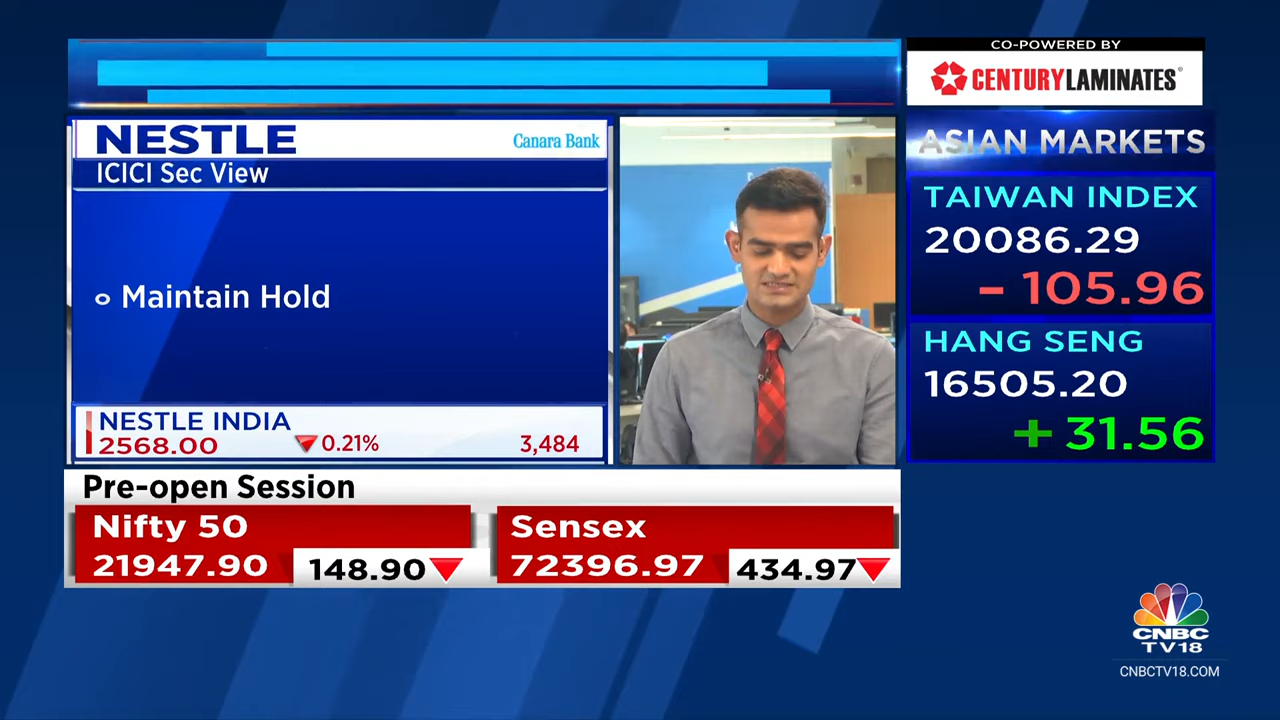 CO-POWERED BY
CENTURYLAMINATES
NESTLE
Canara Bank
ICICI Sec View
Maintain Hold
NESTLE INDIA
2568.00 0.21% 3,484
ASIAN MARKETS
TAIWAN INDEX
20086.29
– 105.96
HANG SENG
16505.20
+ 31.56
Pre-open Session
Nifty 50
21947.90 148.90
Sensex
72396.97 434.97
CNBC
TV18
CNBCTV18.COM